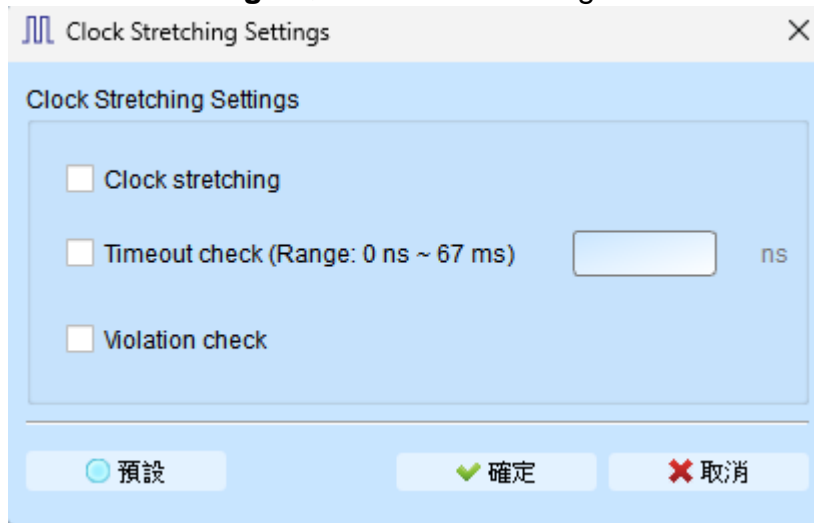 Clock Stretching Settings
Clock Stretching Settings
Clock stretching
Timeout check (Range: 0 ns ~ 67 ms) ns
Violation check
預設 確定 取消